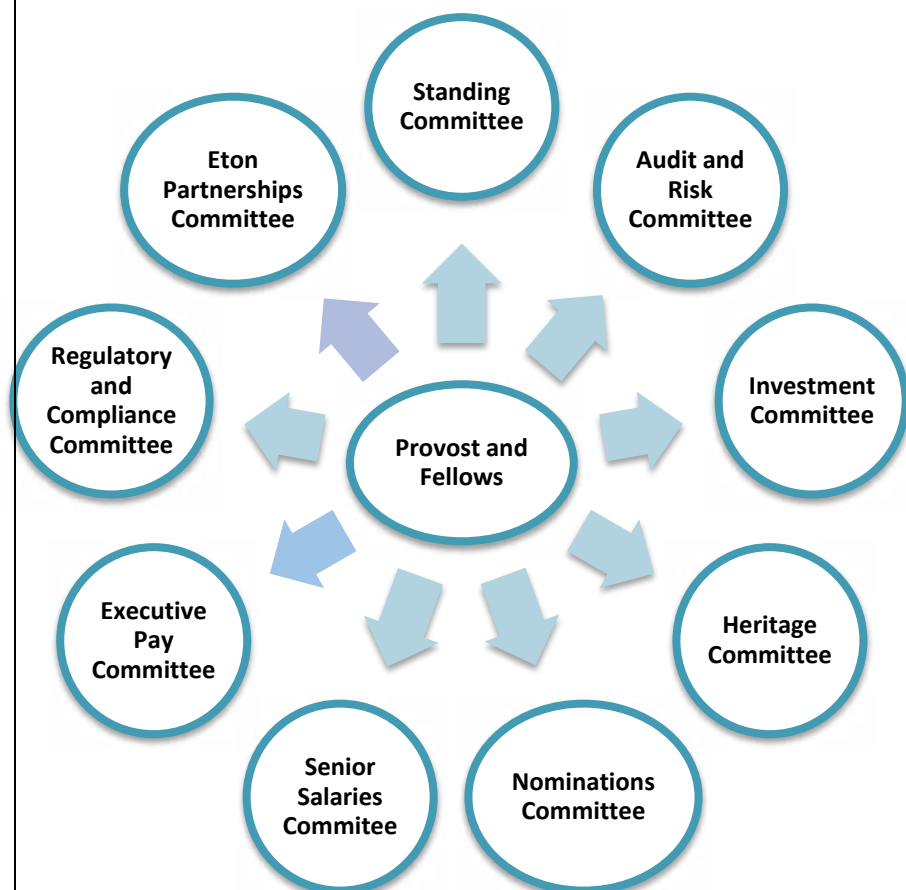 Standing
Committee
Audit and
Risk
Committee
Investment
Committee
Heritage
Committee
Nominations
Committee
Senior
Salaries
Commitee
Executive
Pay
Committee
Regulatory
and
Compliance
Committee
Eton
Partnerships
Committee
Provost and
Fellows